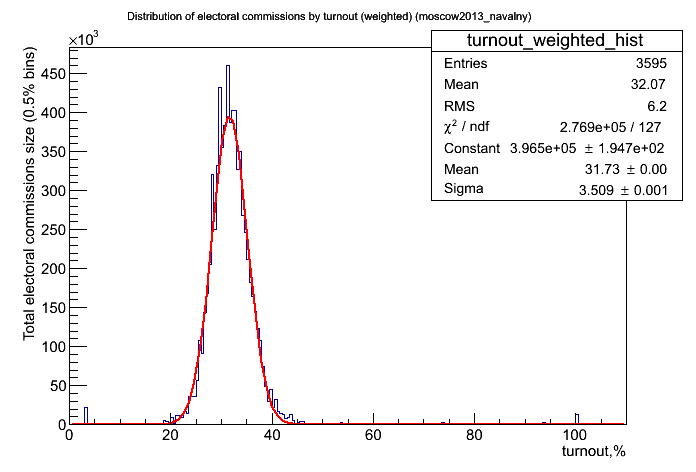 Distribution of electoral commissions by turnout (weighted) (moscow2013_navalny)
×10³
turnout_weighted_hist
Entries 3595
Mean 32.07
RMS 6.2
χ² / ndf 2.769e+05 / 127
Constant 3.965e+05 ± 1.947e+02
Mean 31.73 ± 0.00
Sigma 3.509 ± 0.001
Total electoral commissions size (0.5% bins)
450
400
350
300
250
200
150
100
50
0
0 20 40 60 80 100
turnout,%